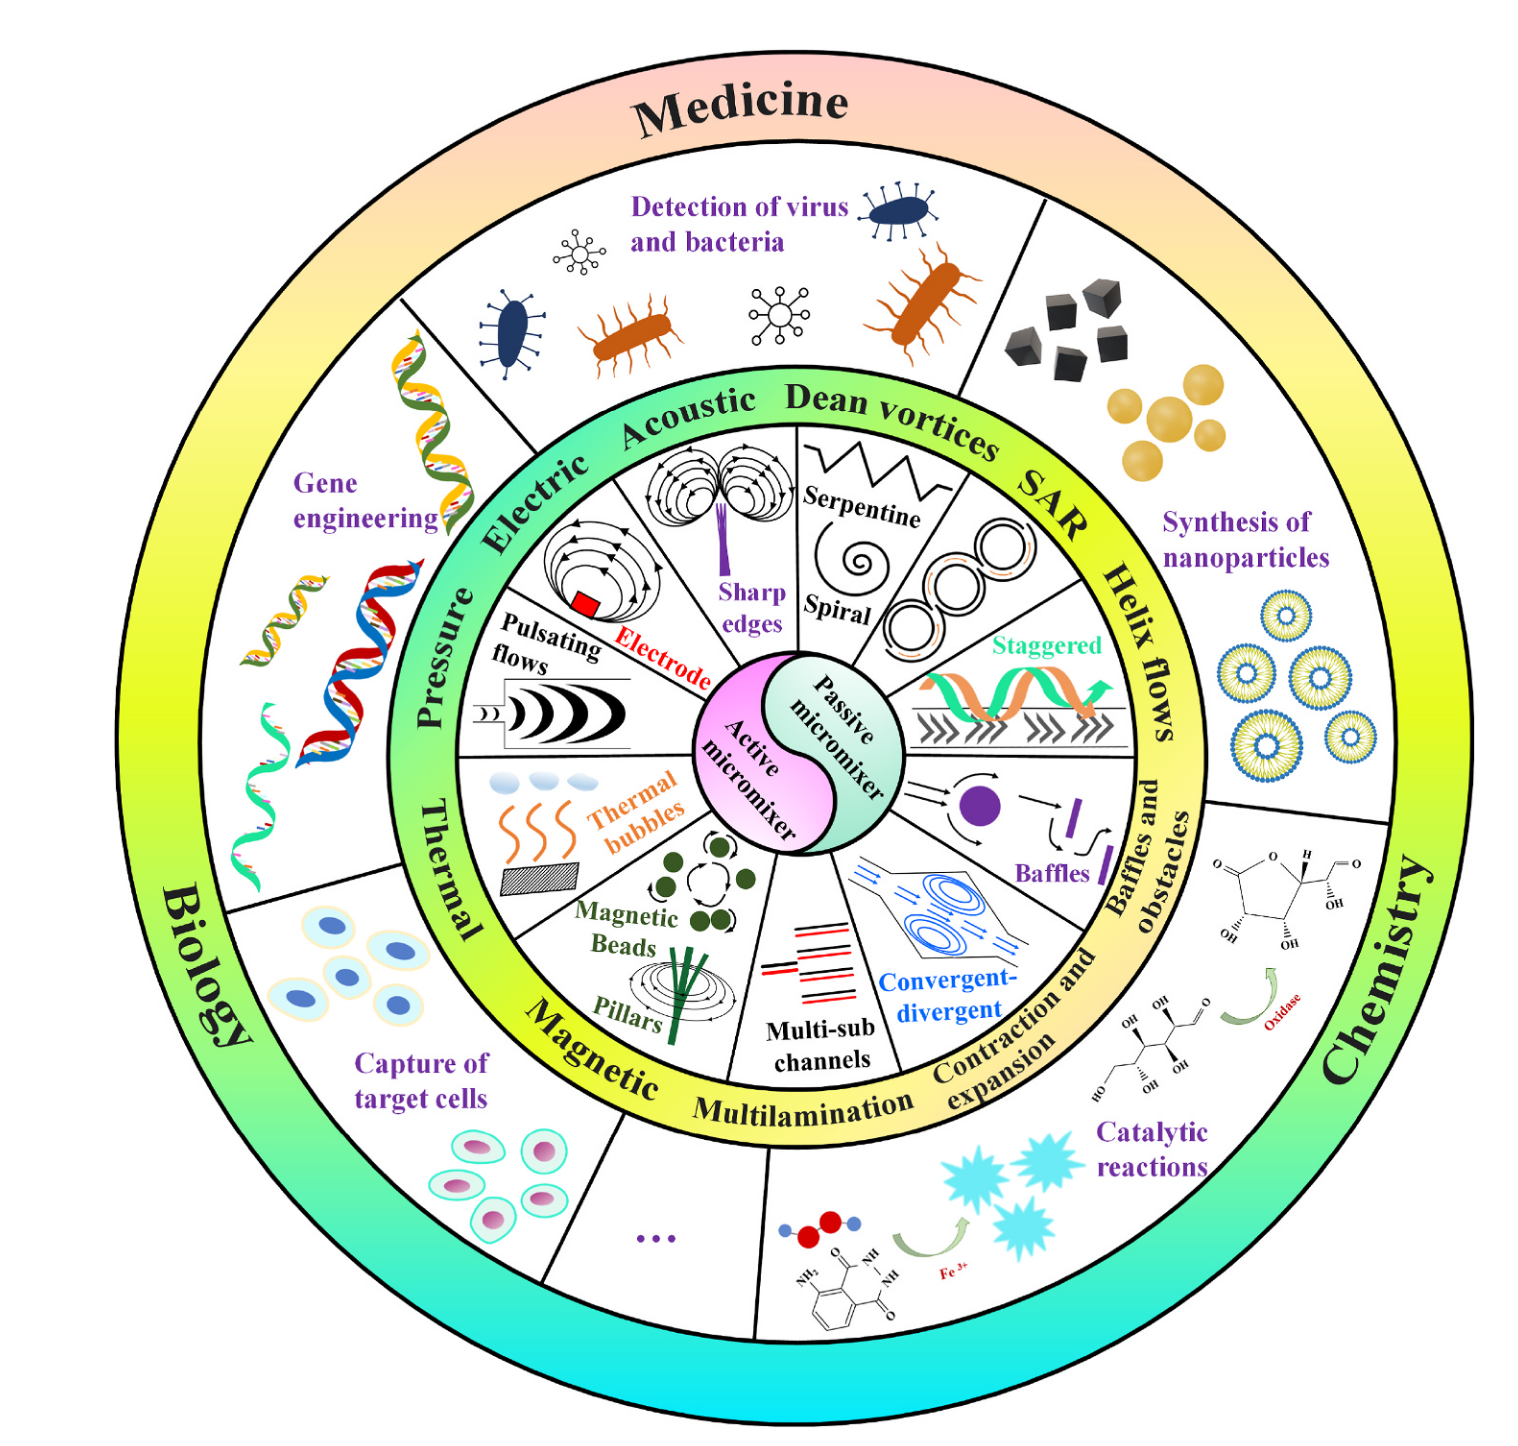 Medicine
Detection of virus
and bacteria
Gene
engineering
Synthesis of
nanoparticles
Biology
Capture of
target cells
Chemistry
Catalytic
reactions
...
Oxidase
Fe 3+
O
O
H
O
OH
OH
OH
OH
OH
O
OH
OH
HO
NH2
O
NH
NH
O
Acoustic
Dean vortices
SAR
Helix flows
Baffles and
obstacles
Contraction and
expansion
Multilamination
Magnetic
Thermal
Pressure
Electric
Sharp
edges
Serpentine
Spiral
Staggered
Baffles
Convergent-
divergent
Multi-sub
channels
Magnetic
Beads
Pillars
Thermal
bubbles
Pulsating
flows
Electrode
Active
micromixer
Passive
micromixer